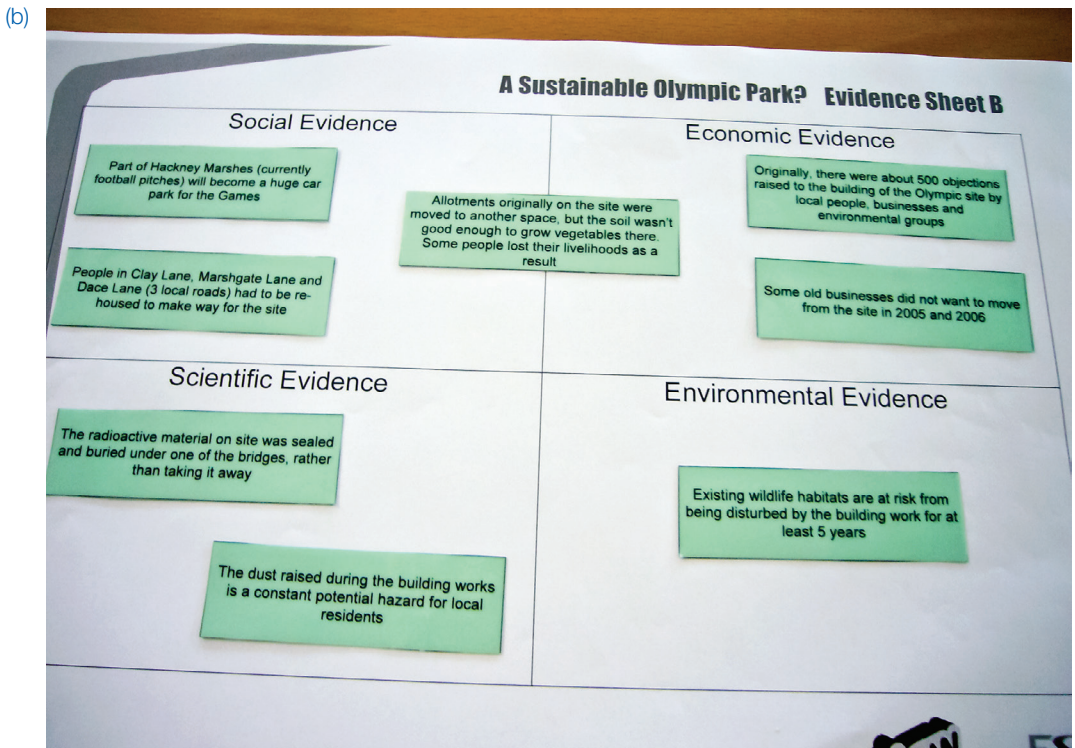 (b)
A Sustainable Olympic Park? Evidence Sheet B
Social Evidence
Part of Hackney Marshes (currently
football pitches) will become a huge car
park for the Games
People in Clay Lane, Marshgate Lane and
Dace Lane (3 local roads) had to be re-
housed to make way for the site
Allotments originally on the site were
moved to another space, but the soil wasn't
good enough to grow vegetables there.
Some people lost their livelihoods as a
result
Economic Evidence
Originally, there were about 500 objections
raised to the building of the Olympic site by
local people, businesses and
environmental groups
Some old businesses did not want to move
from the site in 2005 and 2006
Scientific Evidence
The radioactive material on site was sealed
and buried under one of the bridges, rather
than taking it away
The dust raised during the building works
is a constant potential hazard for local
residents
Environmental Evidence
Existing wildlife habitats are at risk from
being disturbed by the building work for at
least 5 years